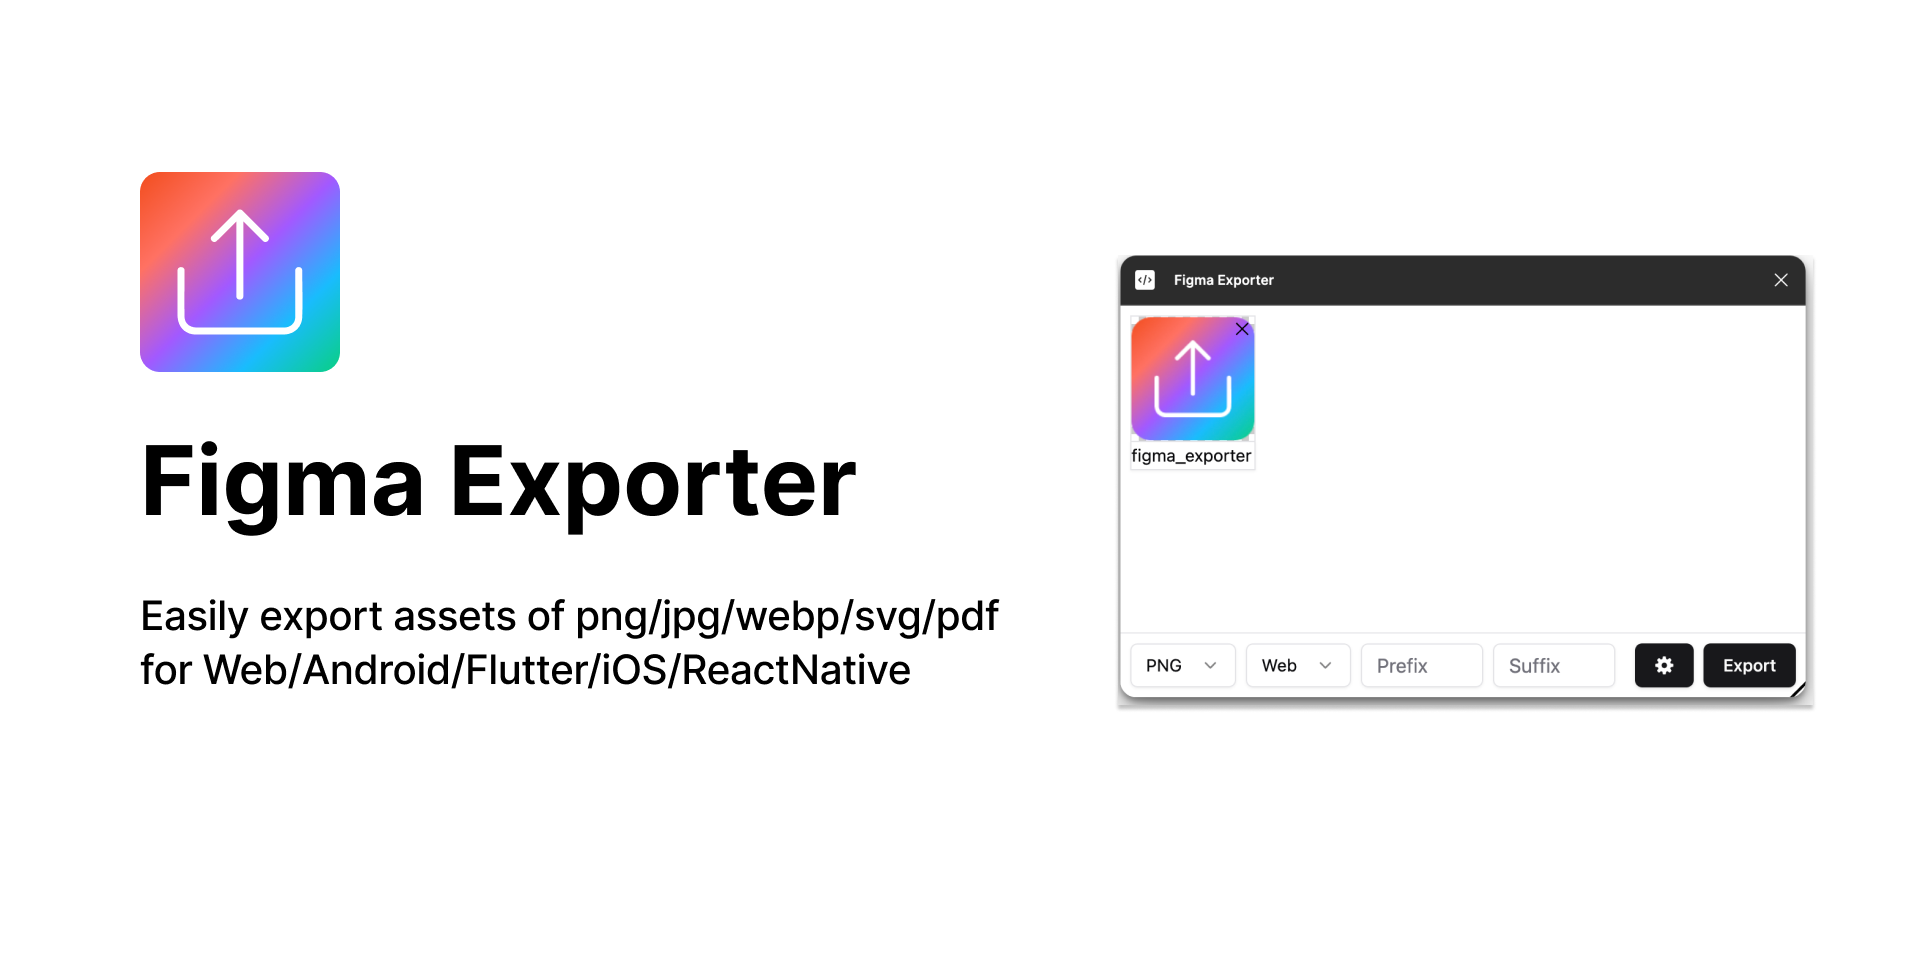 Figma Exporter
Easily export assets of png/jpg/webp/svg/pdf
for Web/Android/Flutter/iOS/ReactNative
</> Figma Exporter
figma_exporter
PNG Web Prefix Suffix Export